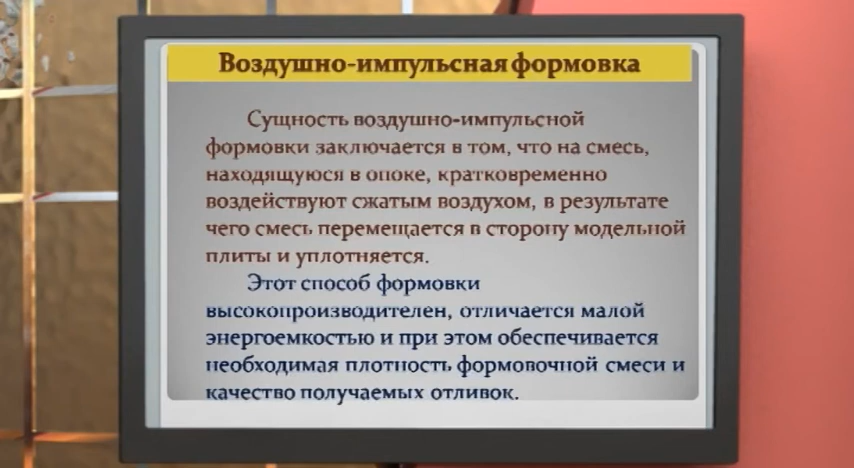 Воздушно-импульсная формовка
Сущность воздушно-импульсной
формовки заключается в том, что на смесь,
находящуюся в опоке, кратковременно
воздействуют сжатым воздухом, в результате
чего смесь перемещается в сторону модельной
плиты и уплотняется.
Этот способ формовки
высокопроизводителен, отличается малой
энергоемкостью и при этом обеспечивается
необходимая плотность формовочной смеси и
качество получаемых отливок.